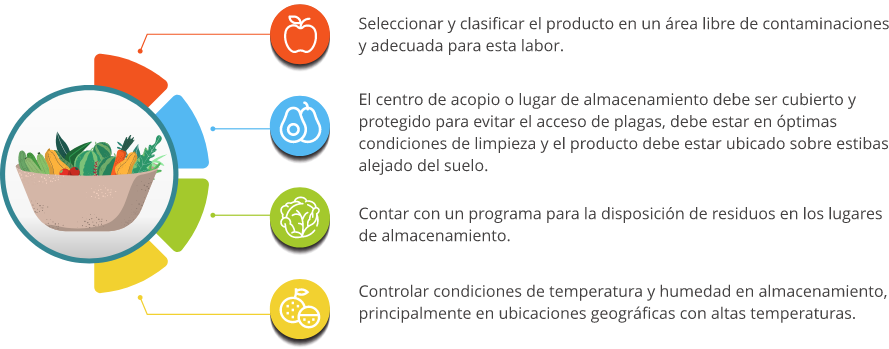 Seleccionar y clasificar el producto en un área libre de contaminaciones
y adecuada para esta labor.
El centro de acopio o lugar de almacenamiento debe ser cubierto y
protegido para evitar el acceso de plagas, debe estar en óptimas
condiciones de limpieza y el producto debe estar ubicado sobre estibas
alejado del suelo.
Contar con un programa para la disposición de residuos en los lugares
de almacenamiento.
Controlar condiciones de temperatura y humedad en almacenamiento,
principalmente en ubicaciones geográficas con altas temperaturas.